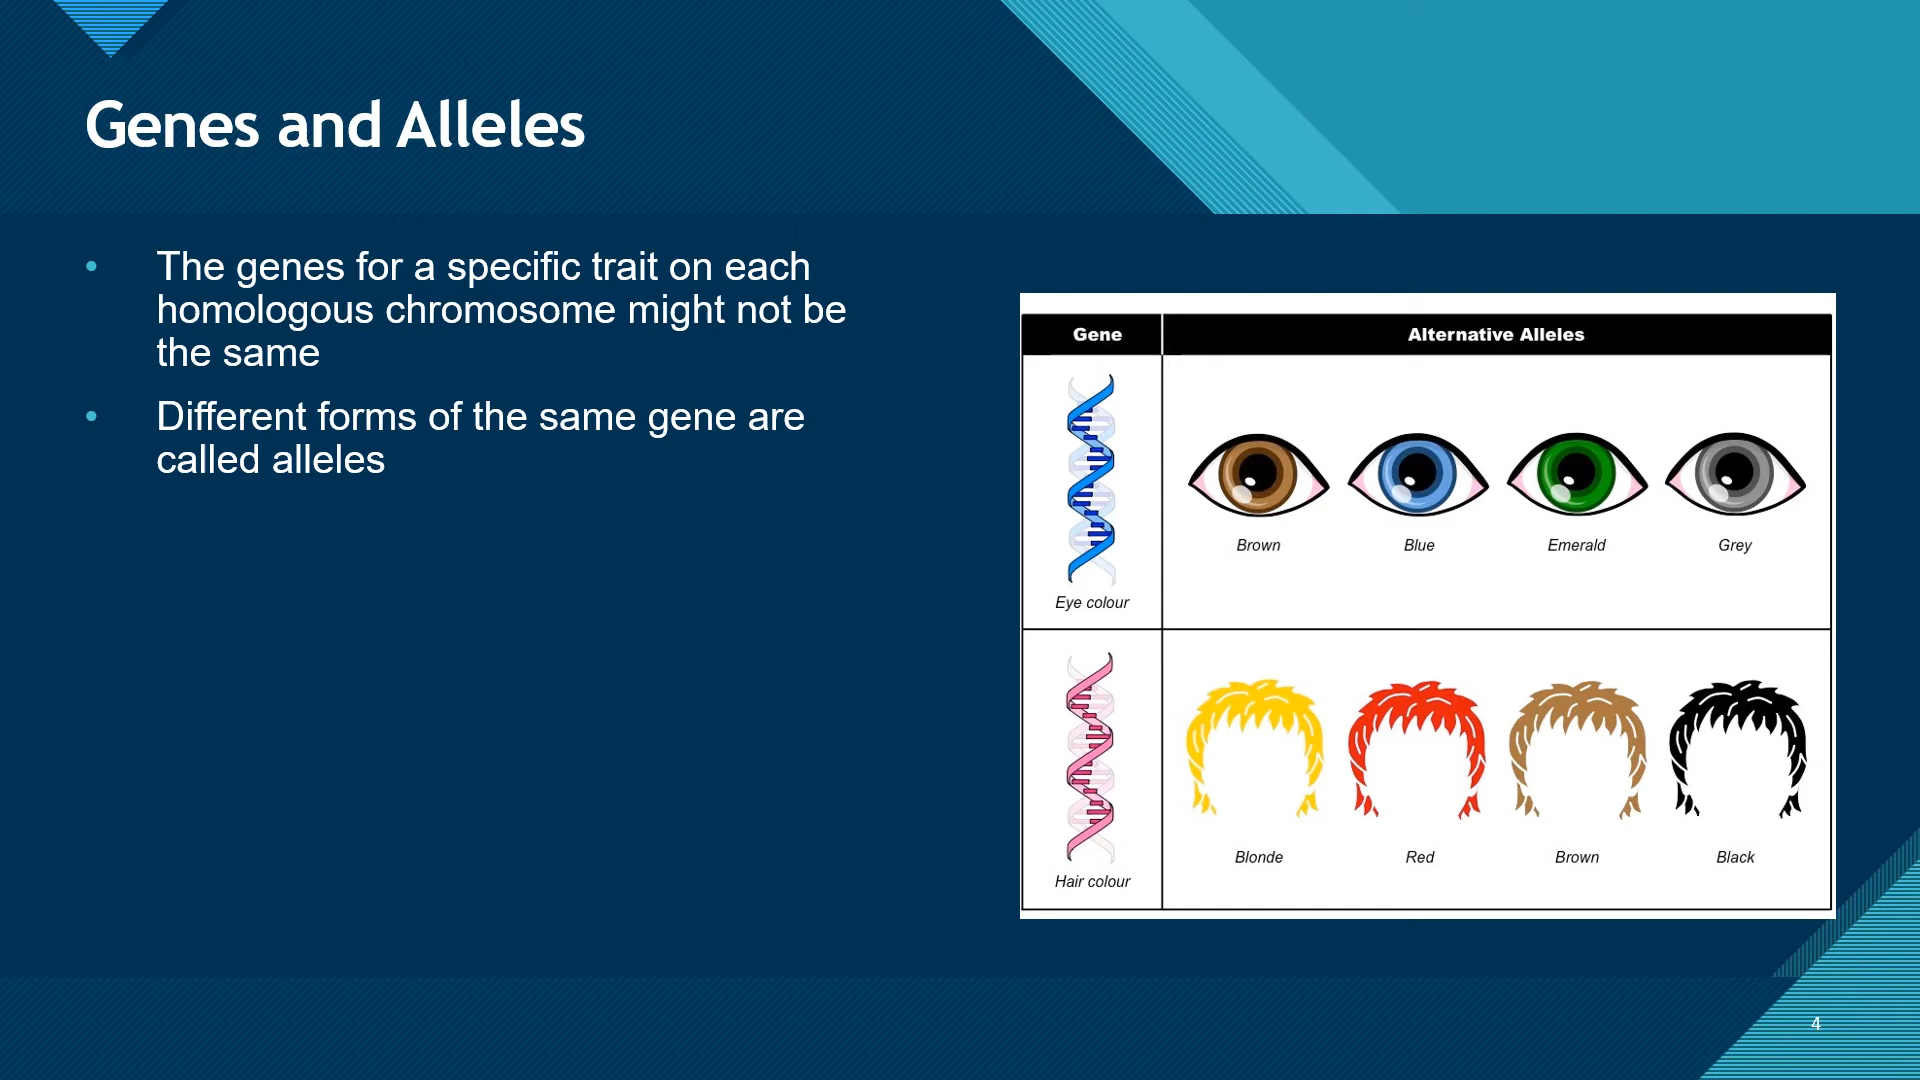 Genes and Alleles
• The genes for a specific trait on each
homologous chromosome might not be
the same
• Different forms of the same gene are
called alleles
Gene Alternative Alleles
Brown Blue Emerald Grey
Eye colour
Blonde Red Brown Black
Hair colour
4